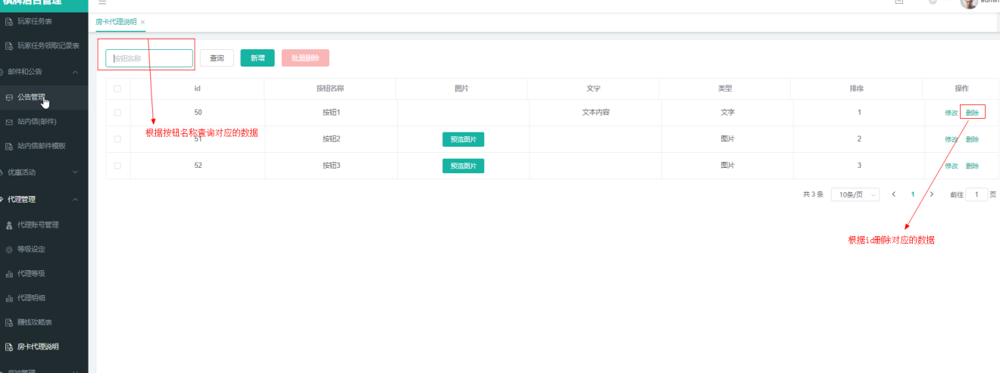 棋牌后台管理
admin
玩家任务表
房卡代理说明 ×
玩家任务领取记录表
按钮名称 查询 新增 批量删除
邮件和公告
id 按钮名称 图片 文字 类型 排序 操作
公告管理
50 按钮1 文本内容 文字 1 修改 删除
站内信(邮件)
根据按钮名称查询对应的数据
51 按钮2 预览图片 图片 2 修改 删除
站内信邮件模板
52 按钮3 预览图片 图片 3 修改 删除
优惠活动
共 3 条 10条/页 1 前往 1 页
代理管理
代理账号管理
根据id删除对应的数据
等级设定
代理等级
代理明细
赚钱攻略表
房卡代理说明